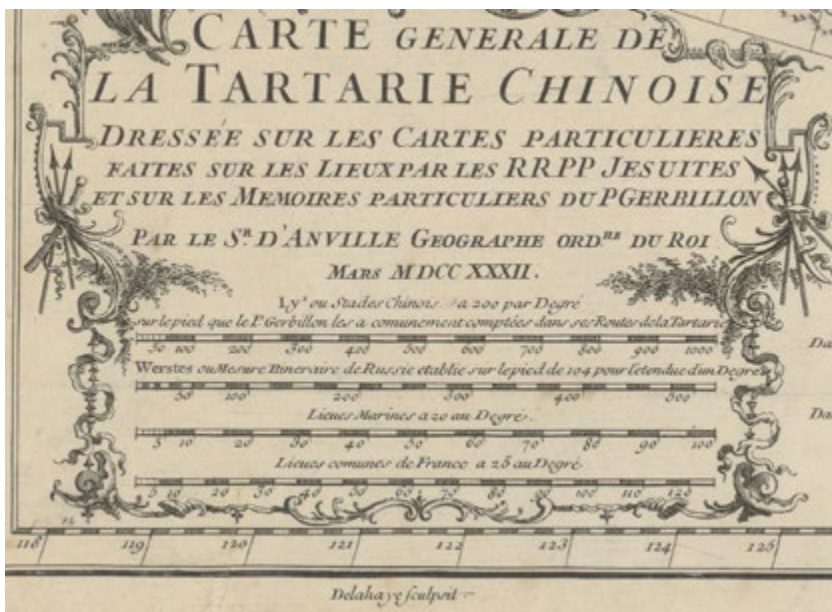 CARTE GENERALE DE
LA TARTARIE CHINOISE
DRESSÉE SUR LES CARTES PARTICULIERES
FAITES SUR LES LIEUX PAR LES RRPP JESUITES
ET SUR LES MEMOIRES PARTICULIERS DU P GERBILLON
PAR LE Sʀ. D'ANVILLE GEOGRAPHE ORD.ʀᴇ DU ROI
MARS MDCCXXXII.
Lyˢ ou Stades Chinois a 200 par Degré
sur le pied que le P. Gerbillon les a comunement comptées dans ses Routes de la Tartarie
50 100 200 300 400 500 600 700 800 900 1000
Werstes ou Mesure Itineraire de Russie etablie sur le pied de 104 pour l'etendue d'un Degré
50 100 200 300 400 500
Lieues Marines a 20 au Degré.
5 10 20 30 40 50 60 70 80 90 100
Lieues comunes de France a 25 au Degré
5 10 20 30 40 50 60 70 80 90 100 110 120
118 119 120 121 122 123 124 125
Delahaye sculpsit